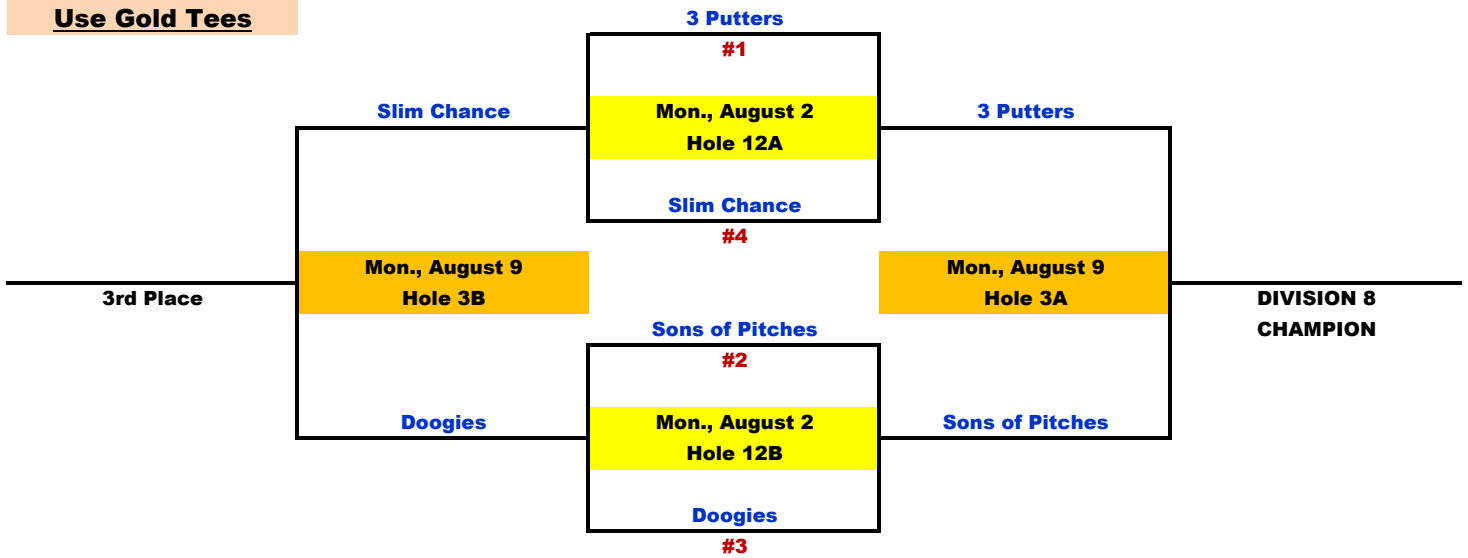 Use Gold Tees
3 Putters
#1
Slim Chance
Mon., August 2
3 Putters
Hole 12A
Slim Chance
#4
Mon., August 9
Mon., August 9
3rd Place
Hole 3B
Hole 3A
DIVISION 8
CHAMPION
Sons of Pitches
#2
Doogies
Mon., August 2
Sons of Pitches
Hole 12B
Doogies
#3